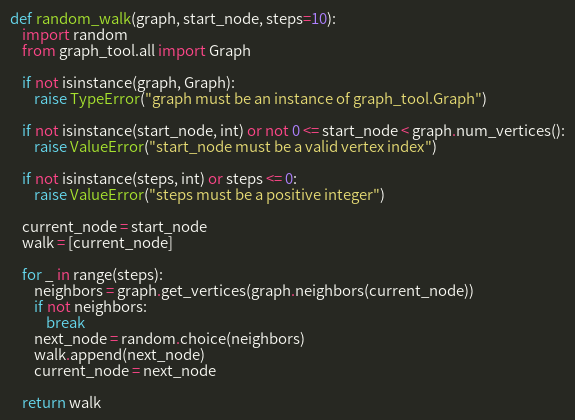 def random_walk(graph, start_node, steps=10):
    import random
    from graph_tool.all import Graph

    if not isinstance(graph, Graph):
        raise TypeError("graph must be an instance of graph_tool.Graph")

    if not isinstance(start_node, int) or not 0 <= start_node < graph.num_vertices():
        raise ValueError("start_node must be a valid vertex index")

    if not isinstance(steps, int) or steps <= 0:
        raise ValueError("steps must be a positive integer")

    current_node = start_node
    walk = [current_node]

    for _ in range(steps):
        neighbors = graph.get_vertices(graph.neighbors(current_node))
        if not neighbors:
            break
        next_node = random.choice(neighbors)
        walk.append(next_node)
        current_node = next_node

    return walk